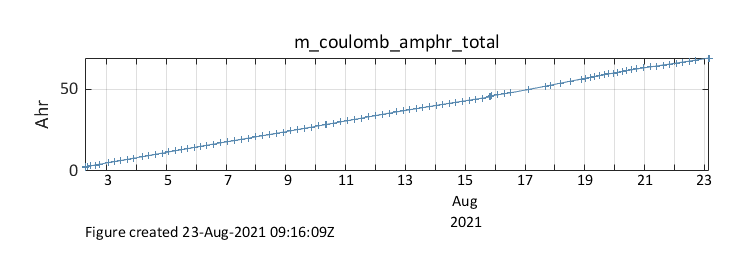 m_coulomb_amphr_total
50
0
Ahr
3 5 7 9 11 13 15 17 19 21 23
Aug
2021
Figure created 23-Aug-2021 09:16:09Z